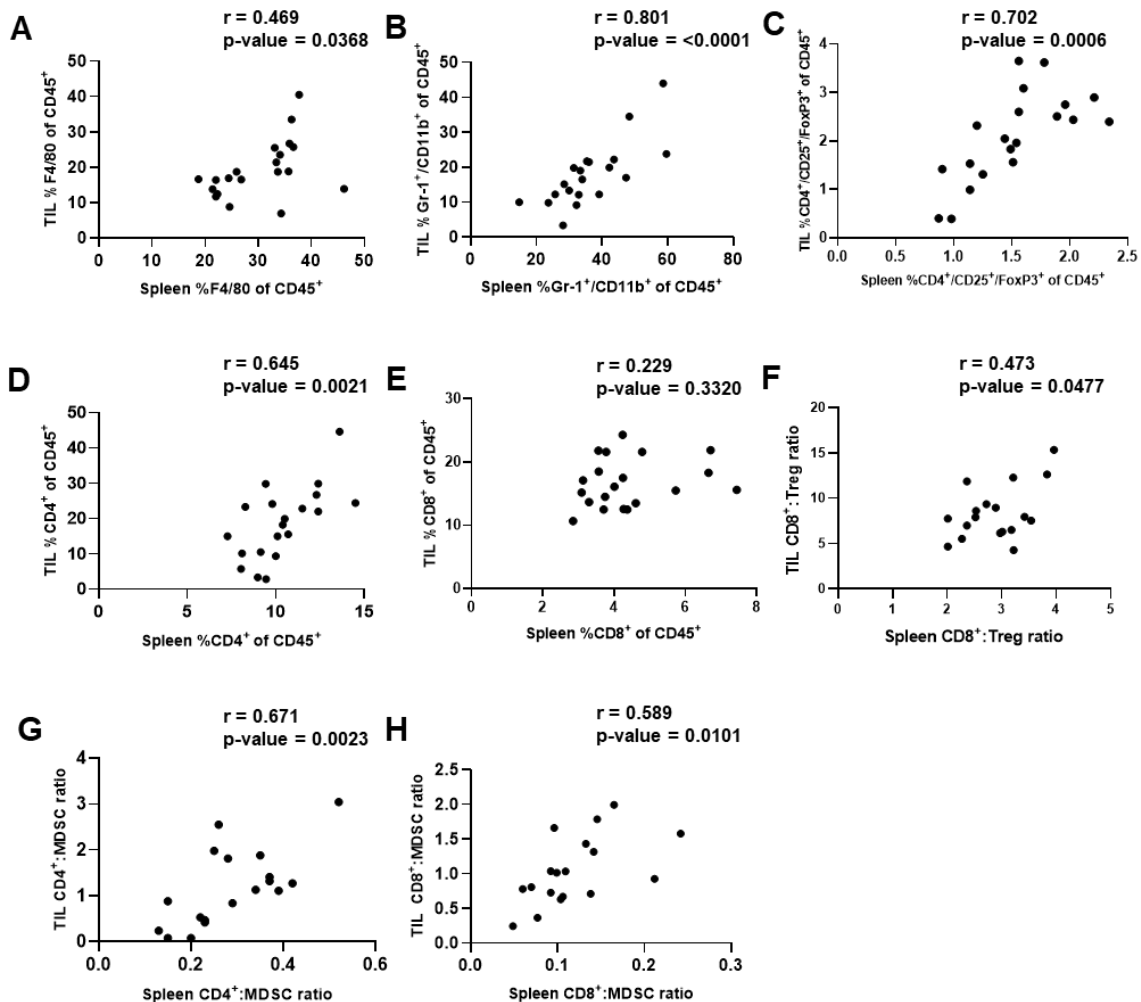 A
r = 0.469
p-value = 0.0368
TIL % F4/80 of CD45⁺
50
40
30
20
10
0
0 10 20 30 40 50
Spleen %F4/80 of CD45⁺
B
r = 0.801
p-value = <0.0001
TIL % Gr-1⁺/CD11b⁺ of CD45⁺
50
40
30
20
10
0
0 20 40 60 80
Spleen %Gr-1⁺/CD11b⁺ of CD45⁺
C
r = 0.702
p-value = 0.0006
TIL %CD4⁺/CD25⁺/FoxP3⁺ of CD45⁺
4
3
2
1
0
0.0 0.5 1.0 1.5 2.0 2.5
Spleen %CD4⁺/CD25⁺/FoxP3⁺ of CD45⁺
D
r = 0.645
p-value = 0.0021
TIL % CD4⁺ of CD45⁺
50
40
30
20
10
0
0 5 10 15
Spleen %CD4⁺ of CD45⁺
E
r = 0.229
p-value = 0.3320
TIL % CD8⁺ of CD45⁺
30
20
10
0
0 2 4 6 8
Spleen %CD8⁺ of CD45⁺
F
r = 0.473
p-value = 0.0477
TIL CD8⁺:Treg ratio
20
15
10
5
0
0 1 2 3 4 5
Spleen CD8⁺:Treg ratio
G
r = 0.671
p-value = 0.0023
TIL CD4⁺:MDSC ratio
4
3
2
1
0
0.0 0.2 0.4 0.6
Spleen CD4⁺:MDSC ratio
H
r = 0.589
p-value = 0.0101
TIL CD8⁺:MDSC ratio
2.5
2.0
1.5
1.0
0.5
0.0
0.0 0.1 0.2 0.3
Spleen CD8⁺:MDSC ratio